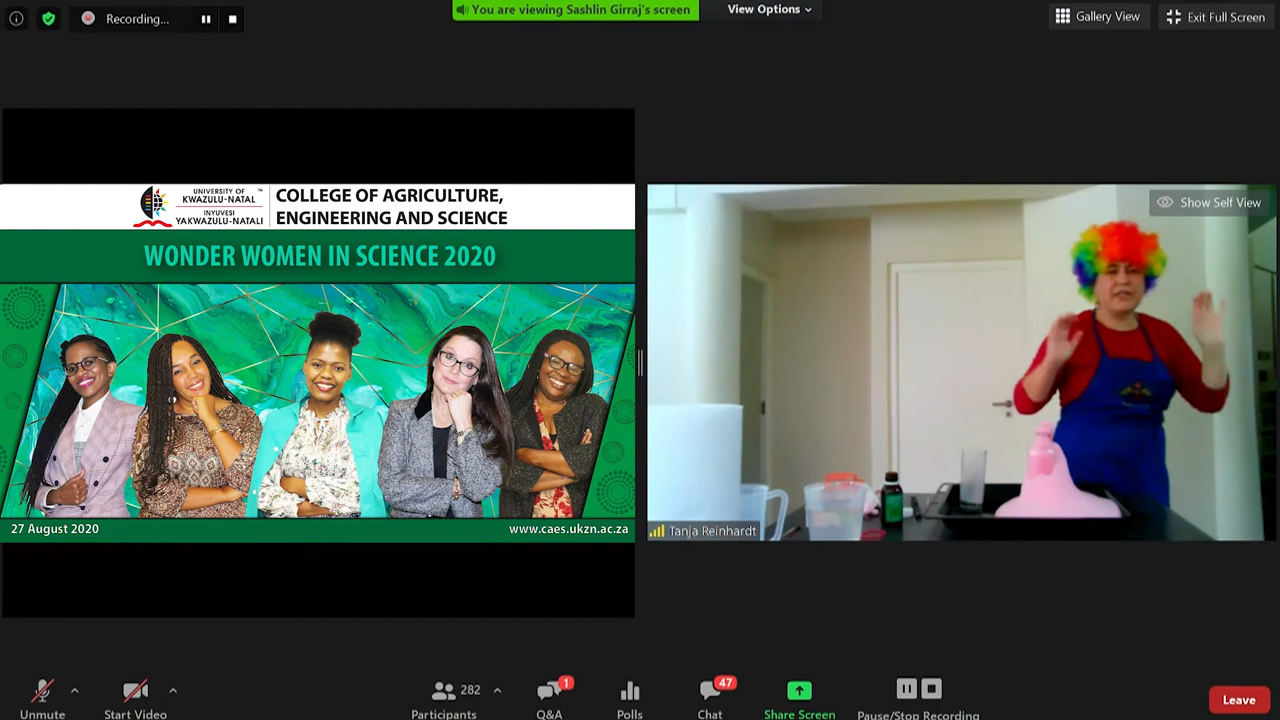 Recording...
You are viewing Sashlin Girraj's screen
View Options
Gallery View
Exit Full Screen
UNIVERSITY OF
KWAZULU-NATAL
INYUVESI
YAKWAZULU-NATALI
COLLEGE OF AGRICULTURE,
ENGINEERING AND SCIENCE
WONDER WOMEN IN SCIENCE 2020
27 August 2020
www.caes.ukzn.ac.za
Show Self View
Tanja Reinhardt
Unmute
Start Video
282
Participants
1
Q&A
Polls
47
Chat
Share Screen
Pause/Stop Recording
Leave